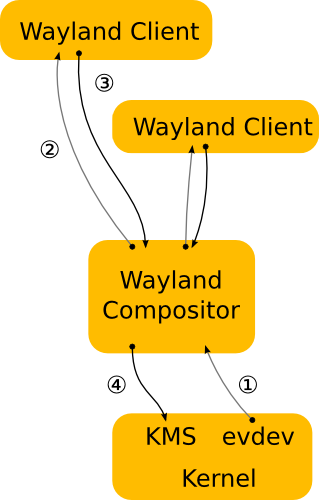 Wayland Client
③
Wayland Client
②
Wayland
Compositor
④
①
KMS evdev
Kernel